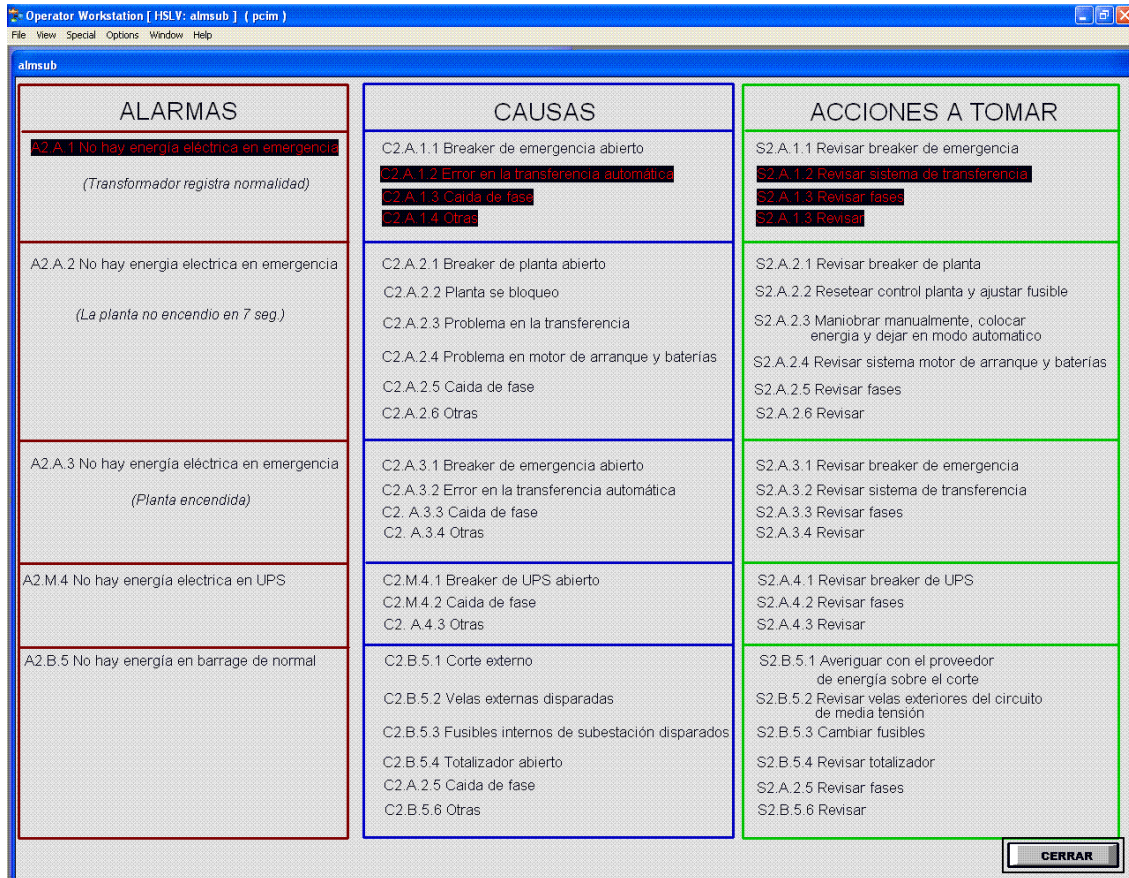 Operator Workstation [ HSLV: almsub ] ( pcim )
File View Special Options Window Help
almsub
ALARMAS
A2.A.1 No hay energía eléctrica en emergencia
(Transformador registra normalidad)
A2.A.2 No hay energia electrica en emergencia
(La planta no encendio en 7 seg.)
A2.A.3 No hay energía eléctrica en emergencia
(Planta encendida)
A2.M.4 No hay energía electrica en UPS
A2.B.5 No hay energía en barrage de normal
CAUSAS
C2.A.1.1 Breaker de emergencia abierto
C2.A.1.2 Error en la transferencia automática
C2.A.1.3 Caida de fase
C2.A.1.4 Otras
C2.A.2.1 Breaker de planta abierto
C2.A.2.2 Planta se bloqueo
C2.A.2.3 Problema en la transferencia
C2.A.2.4 Problema en motor de arranque y baterías
C2.A.2.5 Caida de fase
C2.A.2.6 Otras
C2.A.3.1 Breaker de emergencia abierto
C2.A.3.2 Error en la transferencia automática
C2. A.3.3 Caida de fase
C2. A.3.4 Otras
C2.M.4.1 Breaker de UPS abierto
C2.M.4.2 Caida de fase
C2. A.4.3 Otras
C2.B.5.1 Corte externo
C2.B.5.2 Velas externas disparadas
C2.B.5.3 Fusibles internos de subestación disparados
C2.B.5.4 Totalizador abierto
C2.A.2.5 Caida de fase
C2.B.5.6 Otras
ACCIONES A TOMAR
S2.A.1.1 Revisar breaker de emergencia
S2.A.1.2 Revisar sistema de transferencia
S2.A.1.3 Revisar fases
S2.A.1.3 Revisar
S2.A.2.1 Revisar breaker de planta
S2.A.2.2 Resetear control planta y ajustar fusible
S2.A.2.3 Maniobrar manualmente, colocar
energia y dejar en modo automatico
S2.A.2.4 Revisar sistema motor de arranque y baterías
S2.A.2.5 Revisar fases
S2.A.2.6 Revisar
S2.A.3.1 Revisar breaker de emergencia
S2.A.3.2 Revisar sistema de transferencia
S2.A.3.3 Revisar fases
S2.A.3.4 Revisar
S2.A.4.1 Revisar breaker de UPS
S2.A.4.2 Revisar fases
S2.A.4.3 Revisar
S2.B.5.1 Averiguar con el proveedor
de energía sobre el corte
S2.B.5.2 Revisar velas exteriores del circuito
de media tensión
S2.B.5.3 Cambiar fusibles
S2.B.5.4 Revisar totalizador
S2.A.2.5 Revisar fases
S2.B.5.6 Revisar
CERRAR